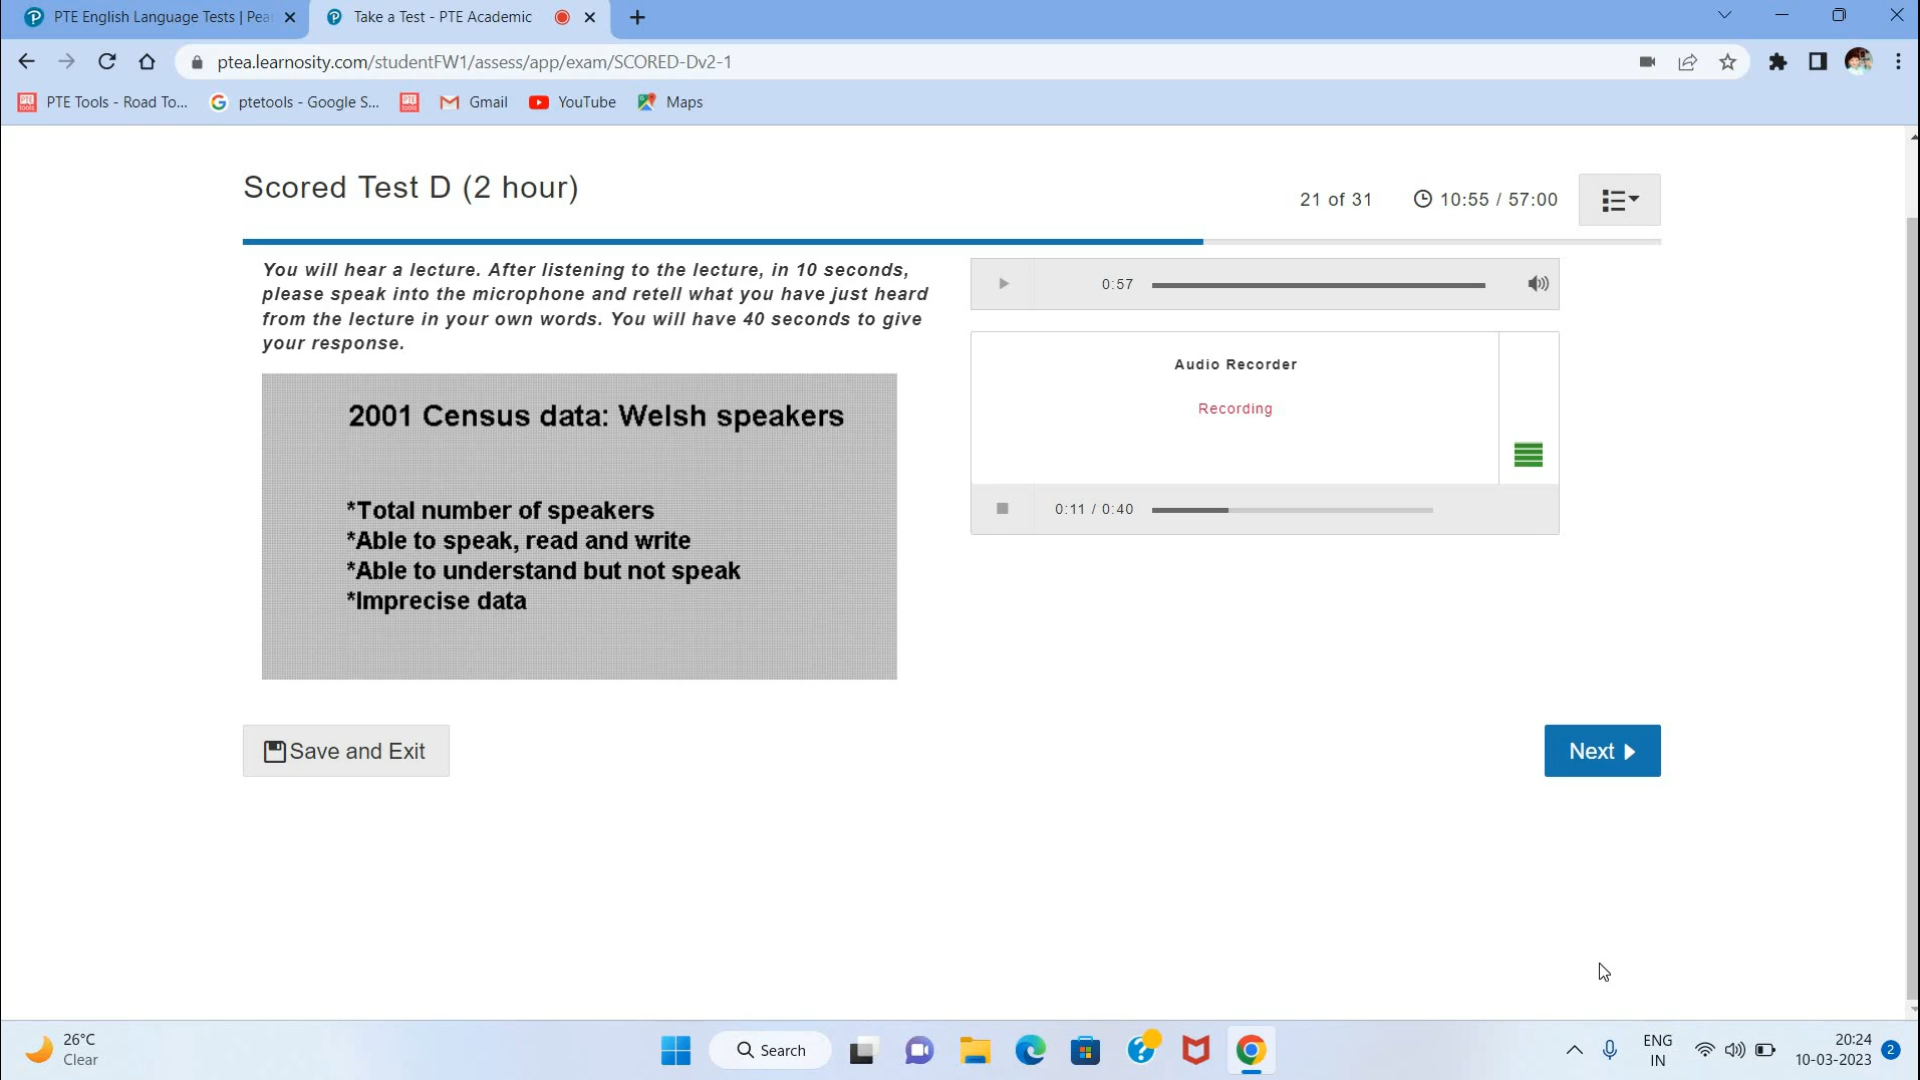 PTE English Language Tests | Pea
Take a Test - PTE Academic
ptea.learnosity.com/studentFW1/assess/app/exam/SCORED-Dv2-1
PTE Tools - Road To...
ptetools - Google S...
Gmail
YouTube
Maps
Scored Test D (2 hour)
21 of 31
10:55 / 57:00
You will hear a lecture. After listening to the lecture, in 10 seconds,
please speak into the microphone and retell what you have just heard
from the lecture in your own words. You will have 40 seconds to give
your response.
0:57
Audio Recorder
Recording
0:11 / 0:40
2001 Census data: Welsh speakers
*Total number of speakers
*Able to speak, read and write
*Able to understand but not speak
*Imprecise data
Save and Exit
Next
26°C
Clear
Search
ENG
IN
20:24
10-03-2023
2